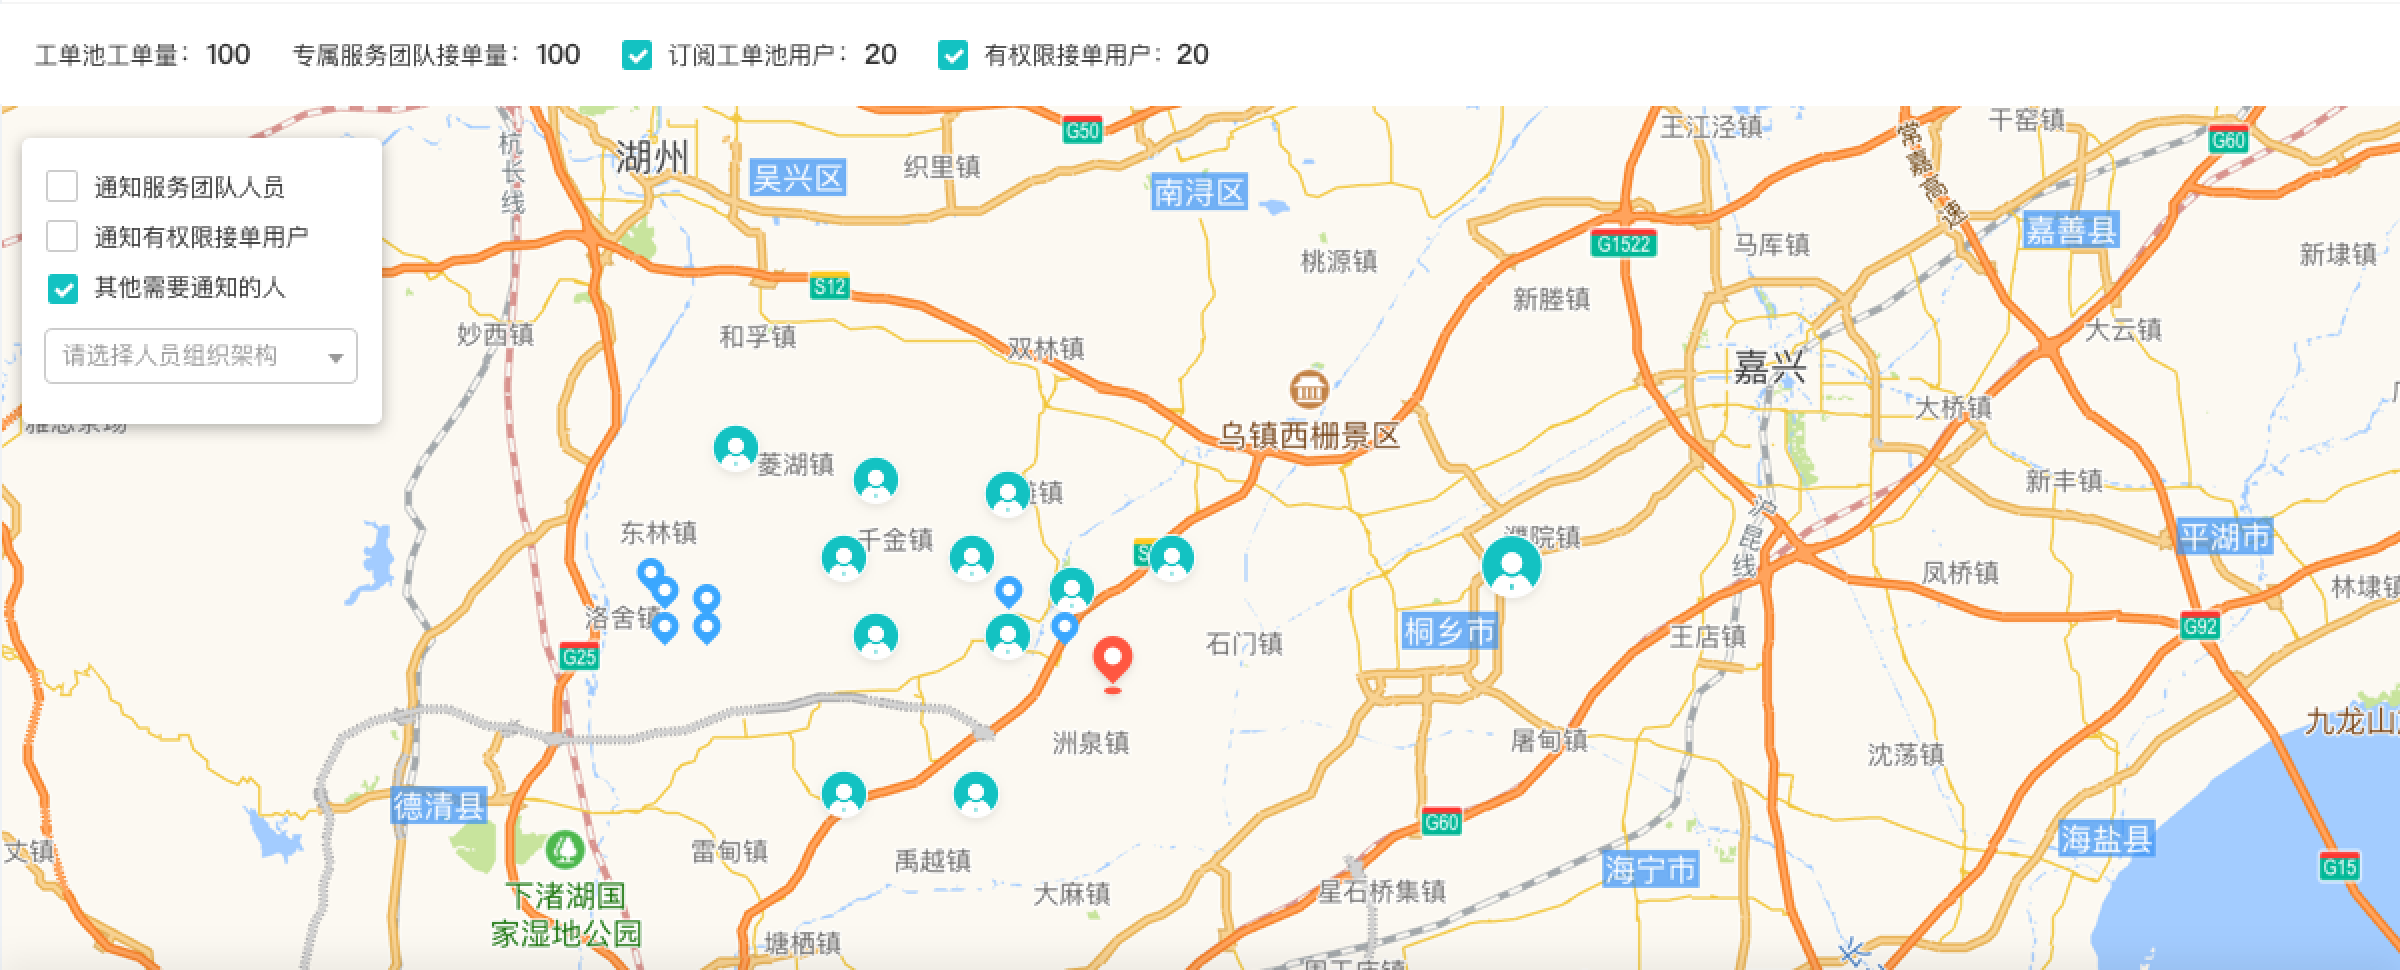 工单池工单量：100 专属服务团队接单量：100 订阅工单池用户：20 有权限接单用户：20
通知服务团队人员
通知有权限接单用户
其他需要通知的人
请选择人员组织架构
杭长线
湖州
吴兴区
织里镇
G50
南浔区
王江泾镇
常嘉高速
干窑镇
G60
嘉善县
新埭镇
G1522
马厍镇
桃源镇
S12
新塍镇
妙西镇
和孚镇
双林镇
大云镇
嘉兴
大桥镇
乌镇西栅景区
菱湖镇
镇
新丰镇
东林镇
千金镇
濮院镇
沪昆线
平湖市
凤桥镇
林埭镇
洛舍镇
G25
石门镇
桐乡市
王店镇
G92
洲泉镇
屠甸镇
沈荡镇
九龙山
德清县
G60
海盐县
丈镇
雷甸镇
禹越镇
海宁市
G15
下渚湖国
家湿地公园
大麻镇
星石桥集镇
塘栖镇